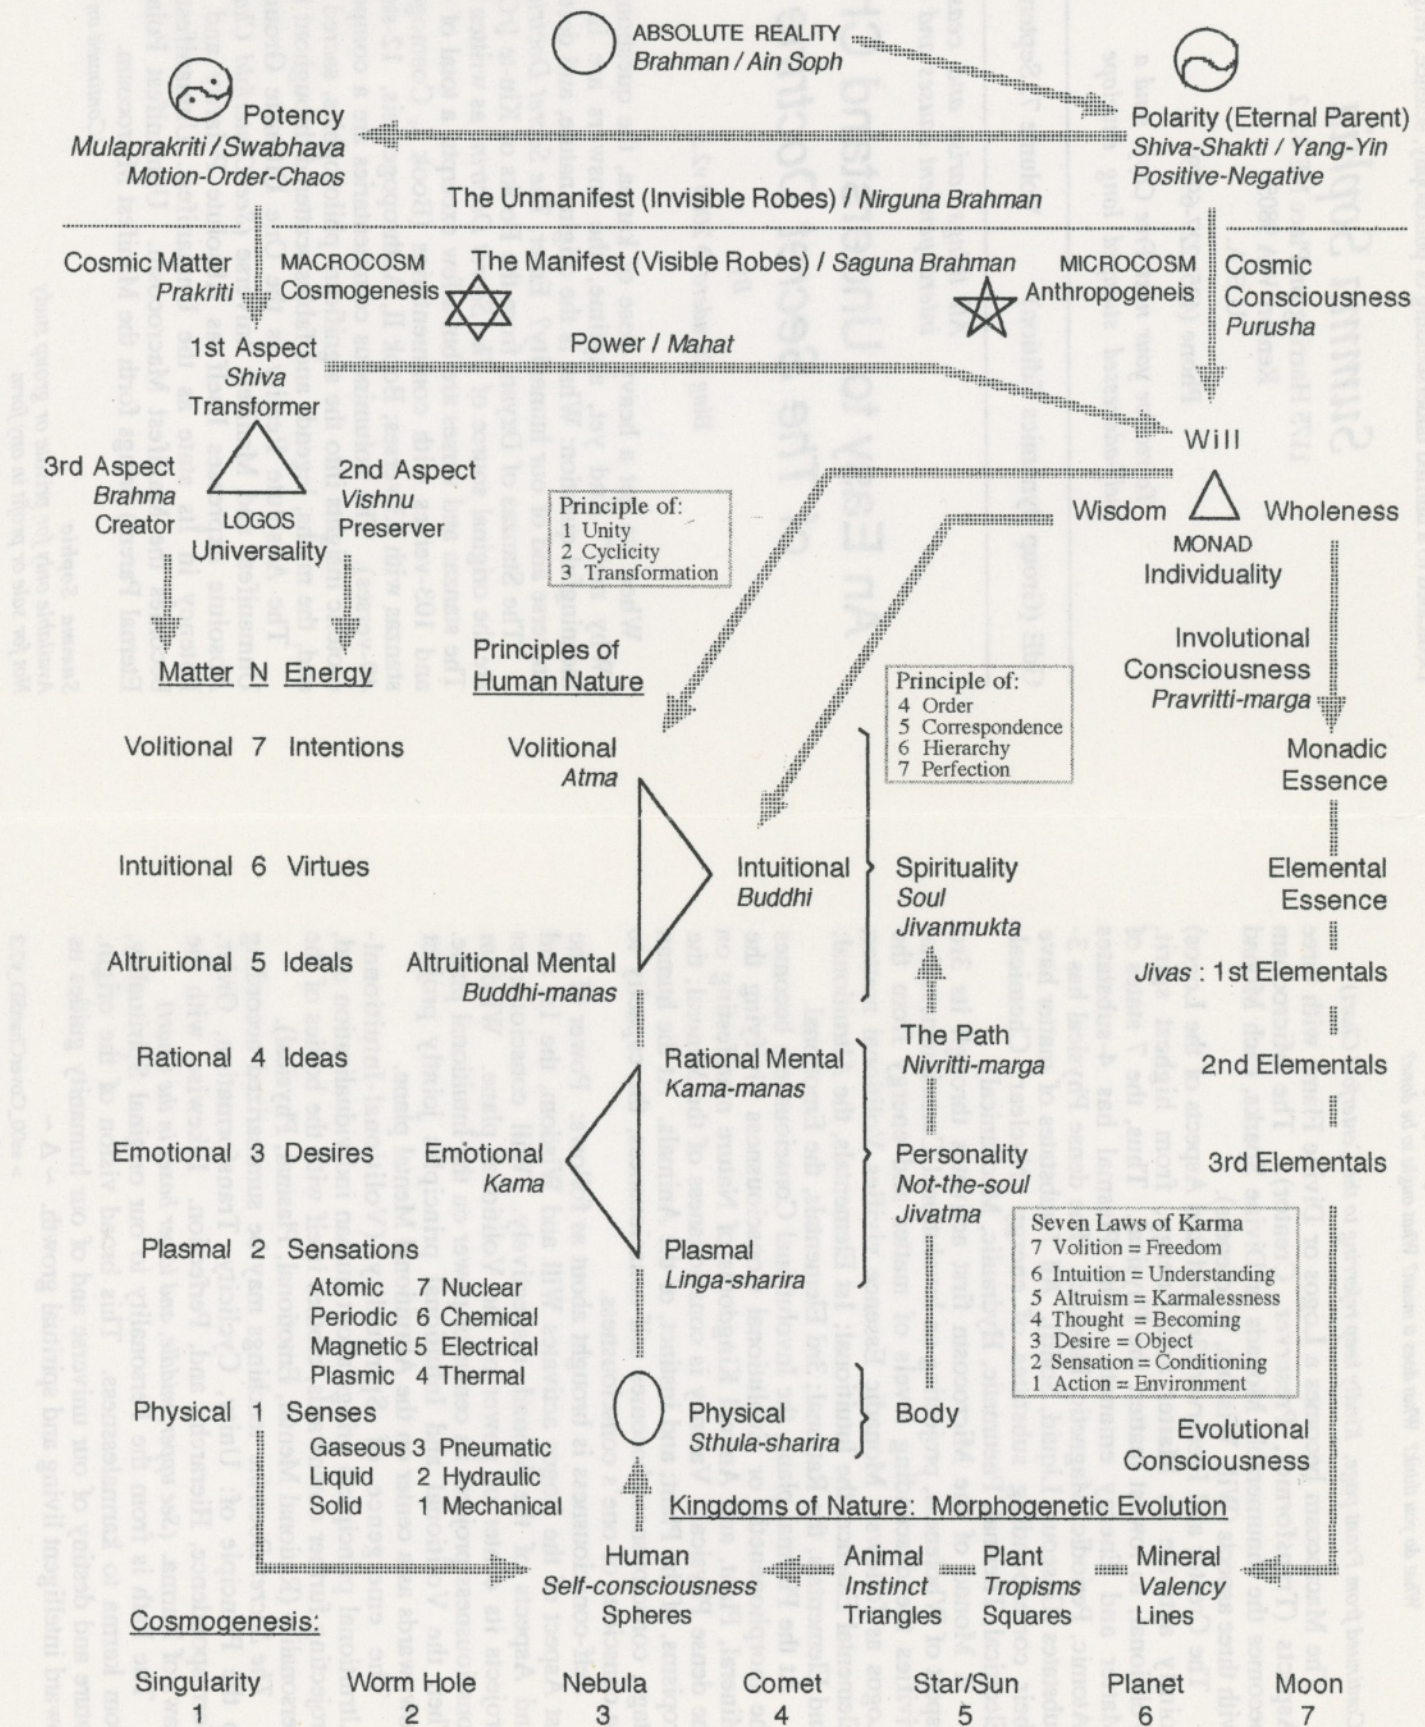 ABSOLUTE REALITY
Brahman / Ain Soph
Potency
Mulaprakriti / Swabhava
Motion-Order-Chaos
Polarity (Eternal Parent)
Shiva-Shakti / Yang-Yin
Positive-Negative
The Unmanifest (Invisible Robes) / Nirguna Brahman
Cosmic Matter
Prakriti
MACROCOSM
Cosmogenesis
The Manifest (Visible Robes) / Saguna Brahman
MICROCOSM
Anthropogeneis
Cosmic
Consciousness
Purusha
Power / Mahat
1st Aspect
Shiva
Transformer
3rd Aspect
Brahma
Creator
2nd Aspect
Vishnu
Preserver
LOGOS
Universality
Principle of:
1 Unity
2 Cyclicity
3 Transformation
Will
Wisdom
Wholeness
MONAD
Individuality
Involutional
Consciousness
Pravritti-marga
Matter N Energy
Principles of
Human Nature
Principle of:
4 Order
5 Correspondence
6 Hierarchy
7 Perfection
Volitional 7 Intentions
Volitional
Atma
Monadic
Essence
Intuitional 6 Virtues
Intuitional
Buddhi
Spirituality
Soul
Jivanmukta
Elemental
Essence
Altruitional 5 Ideals
Altruitional Mental
Buddhi-manas
Jivas : 1st Elementals
Rational 4 Ideas
Rational Mental
Kama-manas
The Path
Nivritti-marga
2nd Elementals
Emotional 3 Desires
Emotional
Kama
Personality
Not-the-soul
Jivatma
3rd Elementals
Plasmal 2 Sensations
Plasmal
Linga-sharira
Atomic 7 Nuclear
Periodic 6 Chemical
Magnetic 5 Electrical
Plasmic 4 Thermal
Seven Laws of Karma
7 Volition = Freedom
6 Intuition = Understanding
5 Altruism = Karmalessness
4 Thought = Becoming
3 Desire = Object
2 Sensation = Conditioning
1 Action = Environment
Physical 1 Senses
Physical
Sthula-sharira
Body
Gaseous 3 Pneumatic
Liquid 2 Hydraulic
Solid 1 Mechanical
Evolutional
Consciousness
Kingdoms of Nature: Morphogenetic Evolution
Human
Self-consciousness
Spheres
Animal
Instinct
Triangles
Plant
Tropisms
Squares
Mineral
Valency
Lines
Cosmogenesis:
Singularity Worm Hole Nebula Comet Star/Sun Planet Moon
1 2 3 4 5 6 7